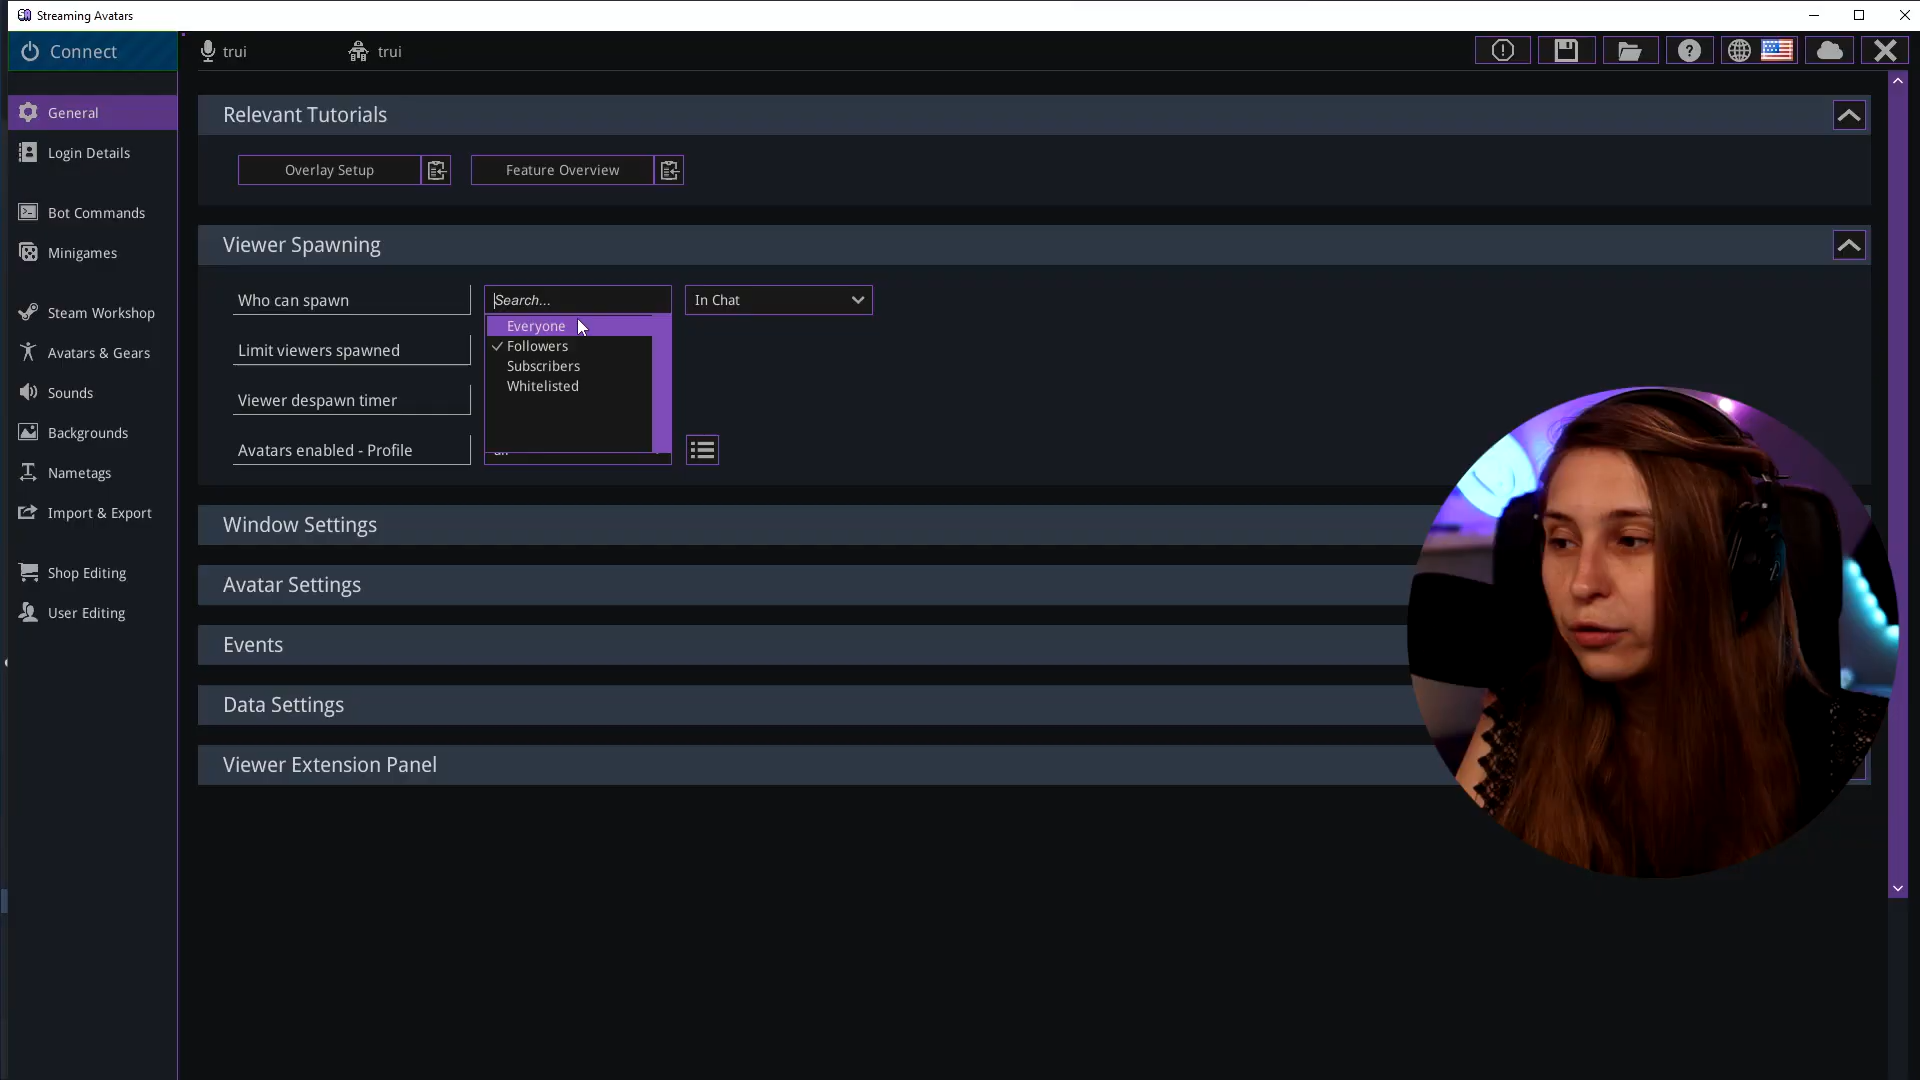 Streaming Avatars
Connect
trui
trui
General
Login Details
Bot Commands
Minigames
Steam Workshop
Avatars & Gears
Sounds
Backgrounds
Nametags
Import & Export
Shop Editing
User Editing
Relevant Tutorials
Overlay Setup
Feature Overview
Viewer Spawning
Who can spawn
Search...
In Chat
Everyone
Followers
Subscribers
Whitelisted
Limit viewers spawned
Viewer despawn timer
Avatars enabled - Profile
Window Settings
Avatar Settings
Events
Data Settings
Viewer Extension Panel